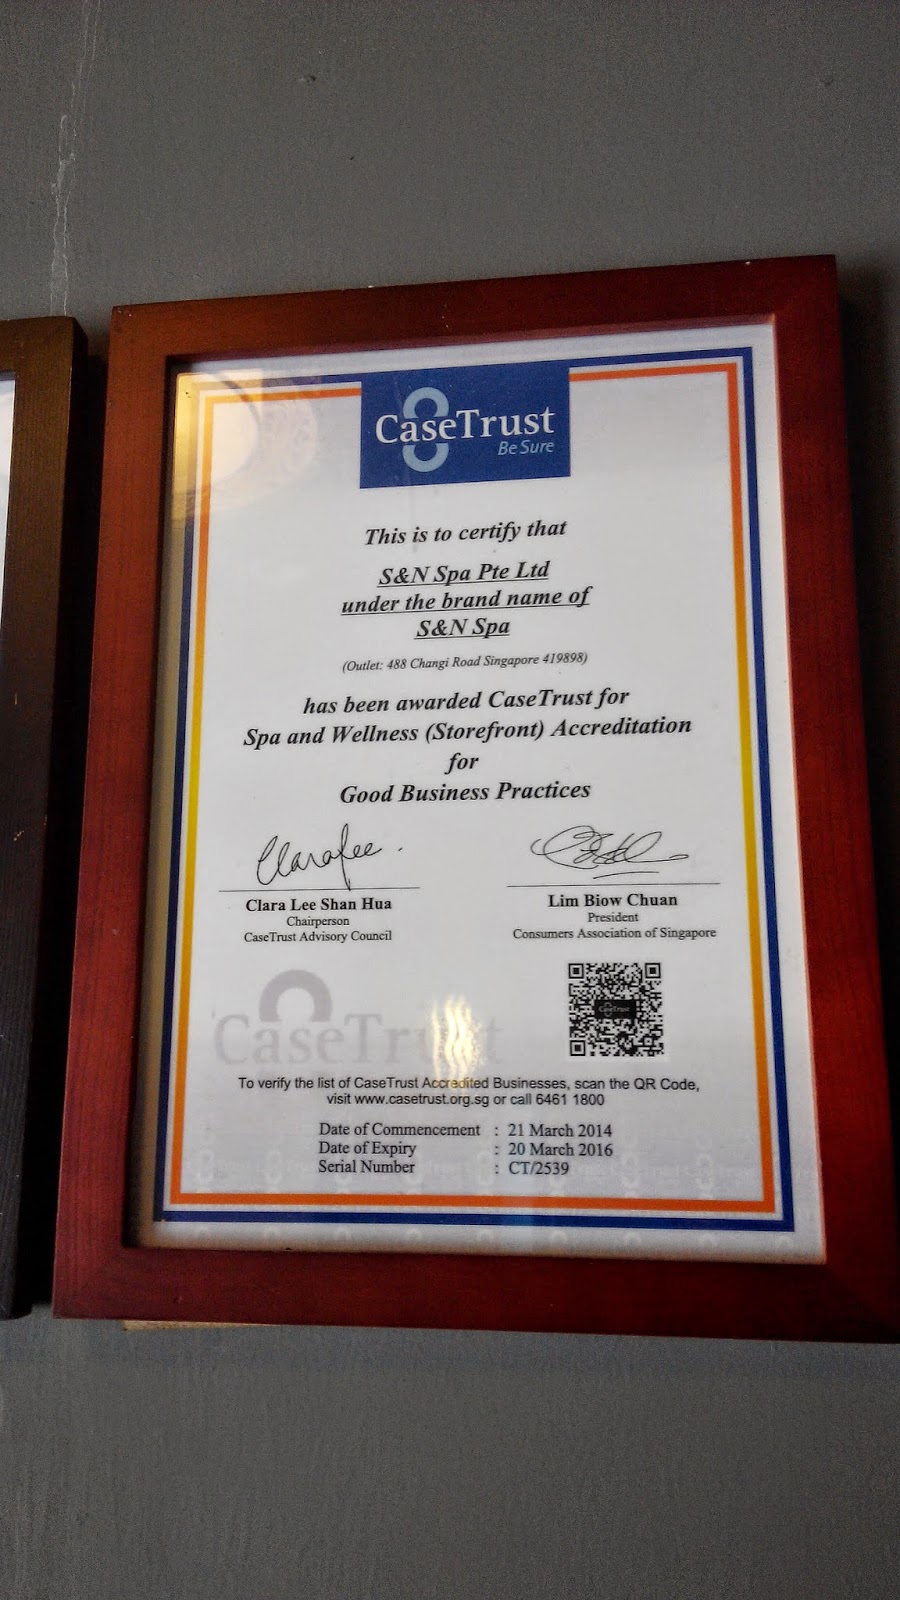 CaseTrust
Be Sure
This is to certify that
S&N Spa Pte Ltd
under the brand name of
S&N Spa
(Outlet: 488 Changi Road Singapore 419898)
has been awarded CaseTrust for
Spa and Wellness (Storefront) Accreditation
for
Good Business Practices
Clara Lee Shan Hua
Chairperson
CaseTrust Advisory Council
Lim Biow Chuan
President
Consumers Association of Singapore
CaseTrust
CaseTrust
To verify the list of CaseTrust Accredited Businesses, scan the QR Code,
visit www.casetrust.org.sg or call 6461 1800
Date of Commencement : 21 March 2014
Date of Expiry : 20 March 2016
Serial Number : CT/2539